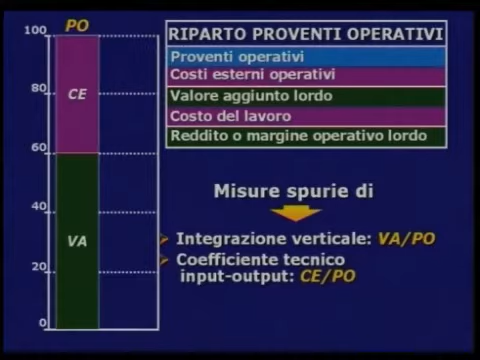 PO
100
80
60
40
20
0
CE
VA
RIPARTO PROVENTI OPERATIVI
Proventi operativi
Costi esterni operativi
Valore aggiunto lordo
Costo del lavoro
Reddito o margine operativo lordo
Misure spurie di
Integrazione verticale: VA/PO
Coefficiente tecnico
input-output: CE/PO